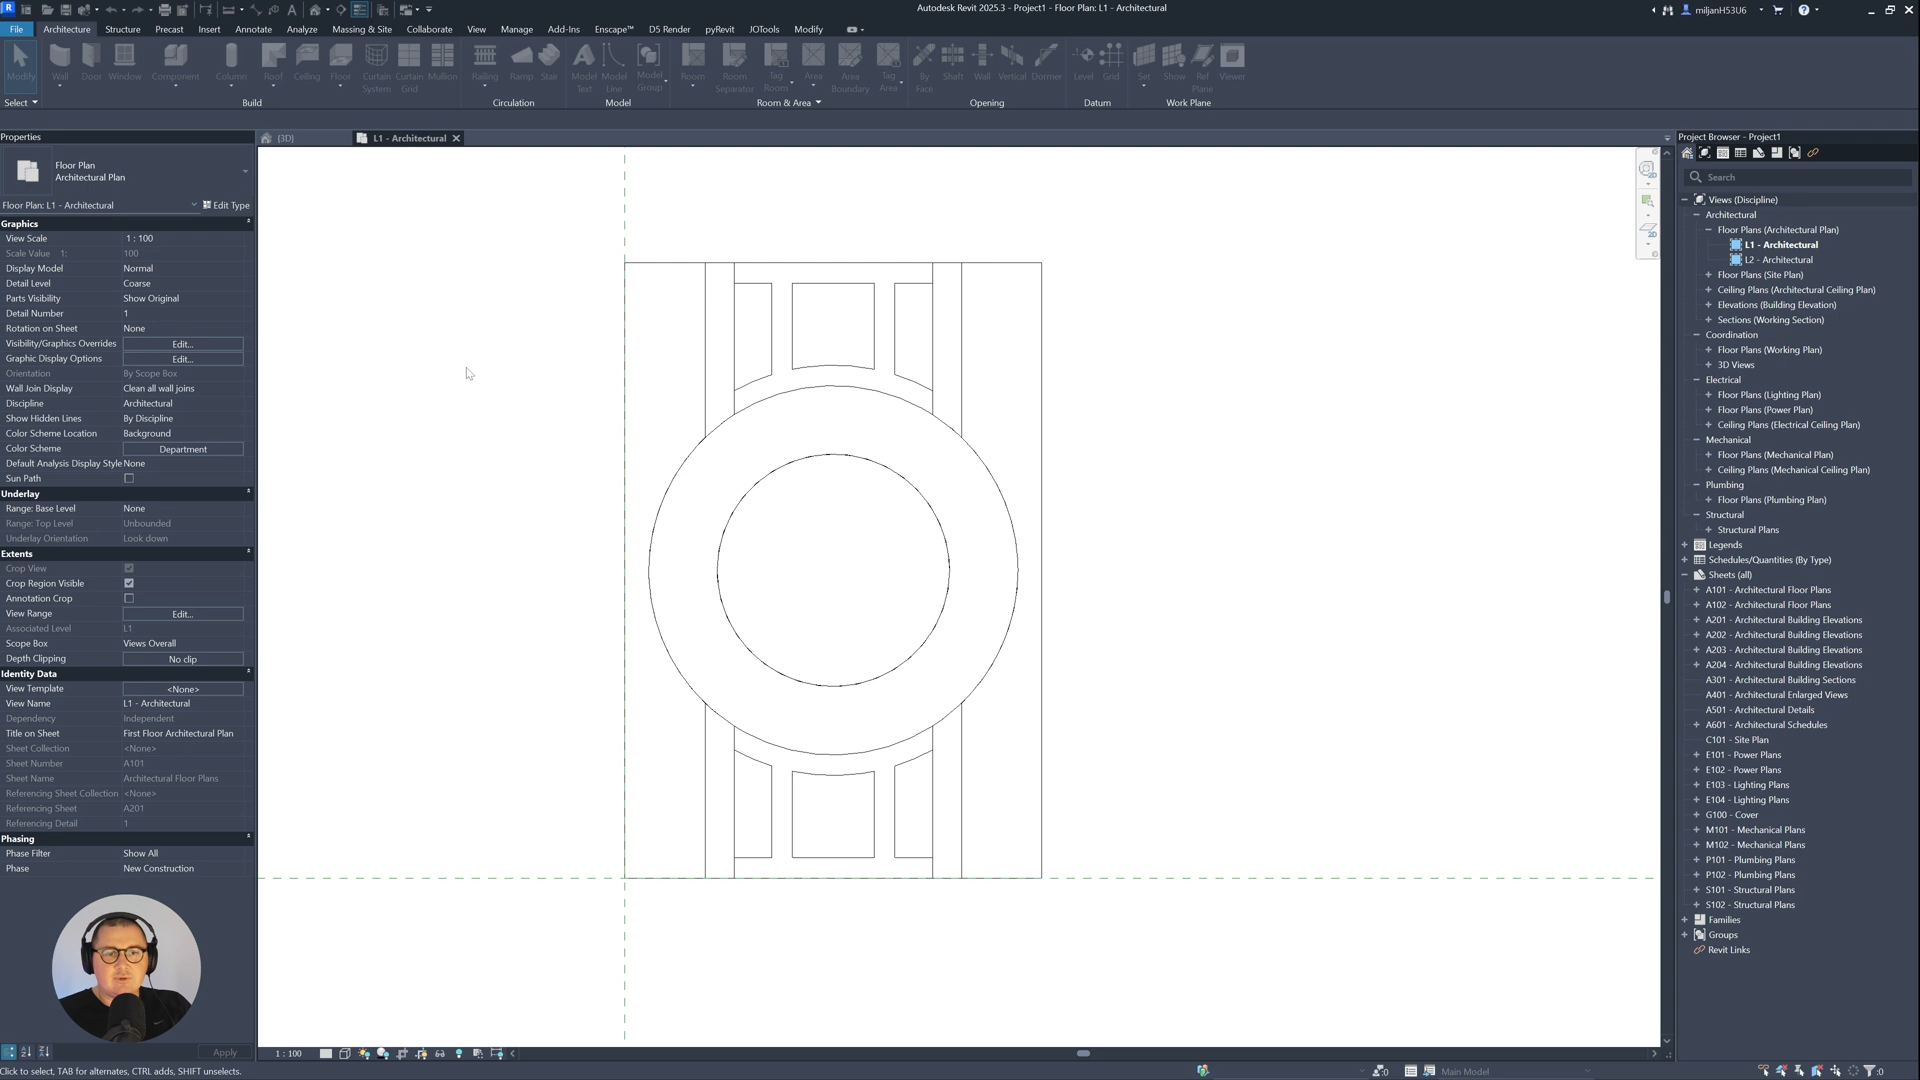 Autodesk Revit 2025.3 - Project1 - Floor Plan: L1 - Architectural
miljanH53U6
File
Architecture
Structure
Precast
Insert
Annotate
Analyze
Massing & Site
Collaborate
View
Manage
Add-Ins
Enscape™
D5 Render
pyRevit
JOTools
Modify
Modify
Wall
Door
Window
Component
Column
Roof
Ceiling
Floor
Curtain
System
Curtain
Grid
Mullion
Railing
Ramp
Stair
Model
Text
Model
Line
Model
Group
Room
Room
Separator
Tag
Room
Area
Area
Boundary
Tag
Area
By
Face
Shaft
Wall
Vertical
Dormer
Level
Grid
Set
Show
Ref
Plane
Viewer
Select
Build
Circulation
Model
Room & Area
Opening
Datum
Work Plane
Properties
{3D}
L1 - Architectural
Floor Plan
Architectural Plan
Floor Plan: L1 - Architectural
Edit Type
Graphics
View Scale 1 : 100
Scale Value 1: 100
Display Model Normal
Detail Level Coarse
Parts Visibility Show Original
Detail Number 1
Rotation on Sheet None
Visibility/Graphics Overrides Edit...
Graphic Display Options Edit...
Orientation By Scope Box
Wall Join Display Clean all wall joins
Discipline Architectural
Show Hidden Lines By Discipline
Color Scheme Location Background
Color Scheme Department
Default Analysis Display Style None
Sun Path
Underlay
Range: Base Level None
Range: Top Level Unbounded
Underlay Orientation Look down
Extents
Crop View
Crop Region Visible
Annotation Crop
View Range Edit...
Associated Level L1
Scope Box Views Overall
Depth Clipping No clip
Identity Data
View Template <None>
View Name L1 - Architectural
Dependency Independent
Title on Sheet First Floor Architectural Plan
Sheet Collection <None>
Sheet Number A101
Sheet Name Architectural Floor Plans
Referencing Sheet Collection <None>
Referencing Sheet A201
Referencing Detail 1
Phasing
Phase Filter Show All
Phase New Construction
Apply
Click to select, TAB for alternates, CTRL adds, SHIFT unselects.
1 : 100
:0
Main Model
:0
Project Browser - Project1
Search
Views (Discipline)
Architectural
Floor Plans (Architectural Plan)
L1 - Architectural
L2 - Architectural
Floor Plans (Site Plan)
Ceiling Plans (Architectural Ceiling Plan)
Elevations (Building Elevation)
Sections (Working Section)
Coordination
Floor Plans (Working Plan)
3D Views
Electrical
Floor Plans (Lighting Plan)
Floor Plans (Power Plan)
Ceiling Plans (Electrical Ceiling Plan)
Mechanical
Floor Plans (Mechanical Plan)
Ceiling Plans (Mechanical Ceiling Plan)
Plumbing
Floor Plans (Plumbing Plan)
Structural
Structural Plans
Legends
Schedules/Quantities (By Type)
Sheets (all)
A101 - Architectural Floor Plans
A102 - Architectural Floor Plans
A201 - Architectural Building Elevations
A202 - Architectural Building Elevations
A203 - Architectural Building Elevations
A204 - Architectural Building Elevations
A301 - Architectural Building Sections
A401 - Architectural Enlarged Views
A501 - Architectural Details
A601 - Architectural Schedules
C101 - Site Plan
E101 - Power Plans
E102 - Power Plans
E103 - Lighting Plans
E104 - Lighting Plans
G100 - Cover
M101 - Mechanical Plans
M102 - Mechanical Plans
P101 - Plumbing Plans
P102 - Plumbing Plans
S101 - Structural Plans
S102 - Structural Plans
Families
Groups
Revit Links